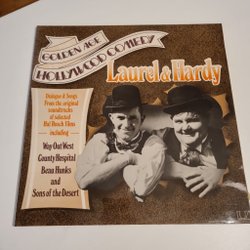 GOLDEN AGE
HOLLYWOOD COMEDY
Laurel & Hardy
Dialogue & Songs
From the original
soundtracks
of selected
Hal Roach Films
including
Way Out West
County Hospital
Beau Hunks
and
Sons of the Desert